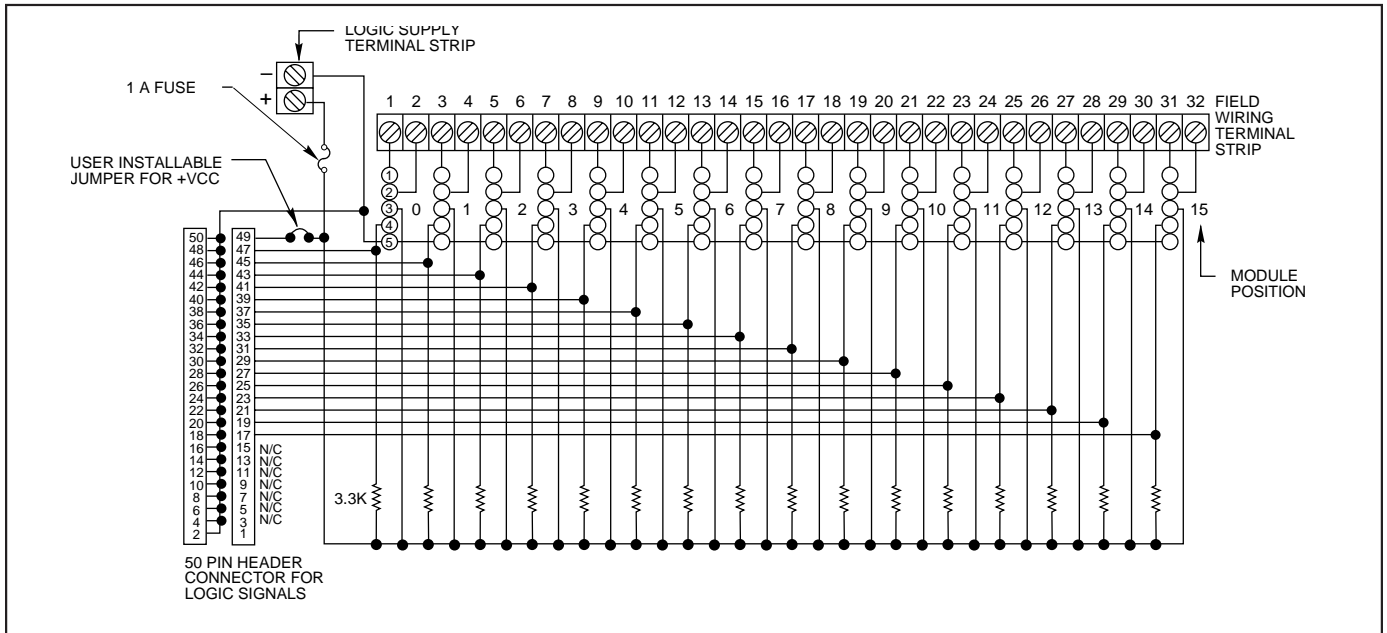 LOGIC SUPPLY
TERMINAL STRIP
1 A FUSE
−
+
1 2 3 4 5 6 7 8 9 10 11 12 13 14 15 16 17 18 19 20 21 22 23 24 25 26 27 28 29 30 31 32
FIELD
WIRING
TERMINAL
STRIP
USER INSTALLABLE
JUMPER FOR +VCC
1
2
3
4
5
0 1 2 3 4 5 6 7 8 9 10 11 12 13 14 15
MODULE
POSITION
50 49
48 47
46 45
44 43
42 41
40 39
38 37
36 35
34 33
32 31
30 29
28 27
26 25
24 23
22 21
20 19
18 17
16 15 N/C
14 13 N/C
12 11 N/C
10 9 N/C
8 7 N/C
6 5 N/C
4 3 N/C
2 1
3.3K
50 PIN HEADER
CONNECTOR FOR
LOGIC SIGNALS